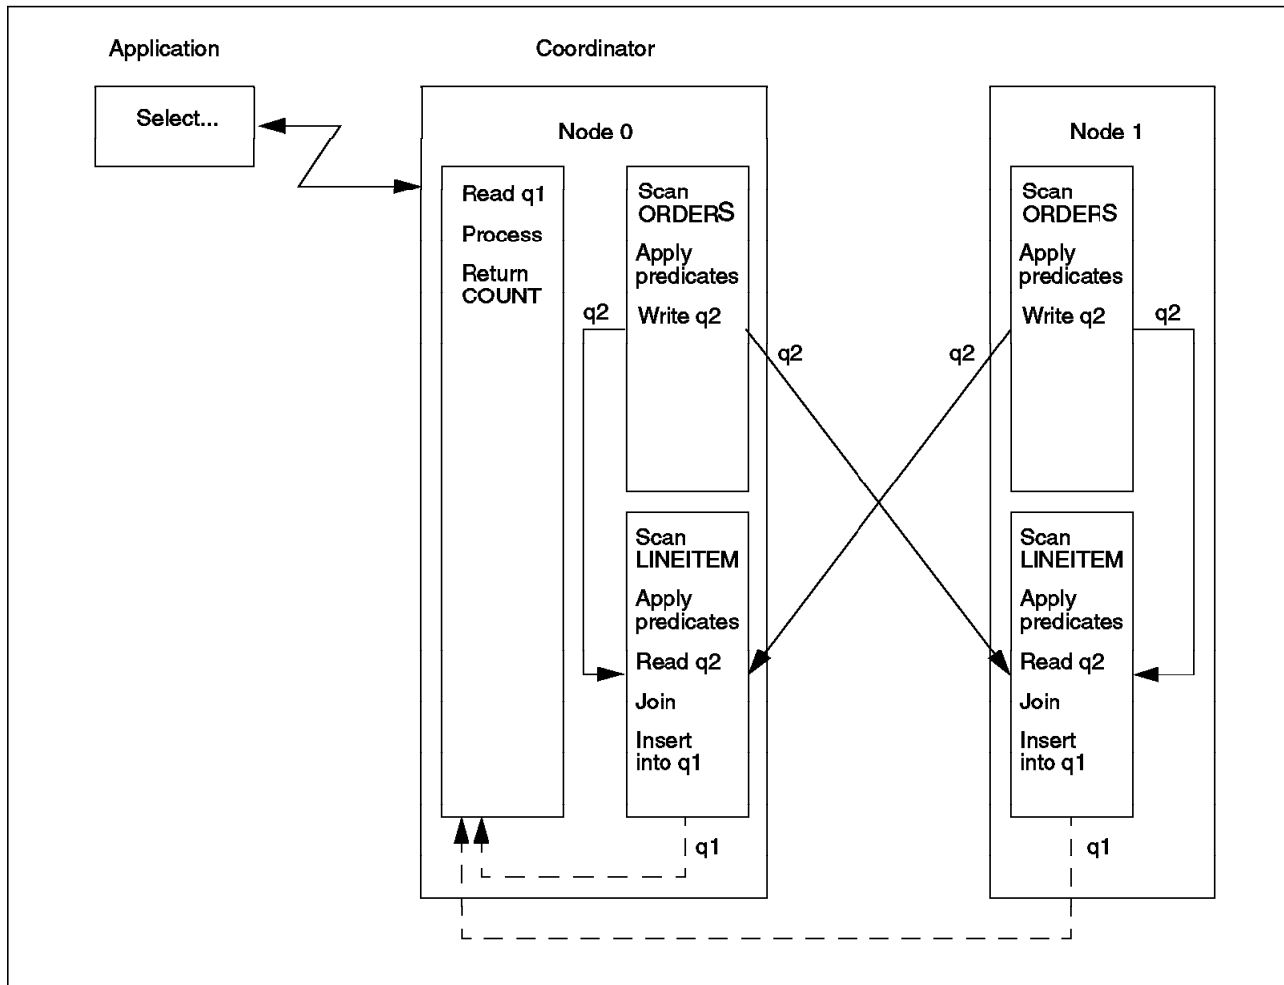 Application
Coordinator
Select...
Node 0
Node 1
Read q1
Process
Return
COUNT
Scan
ORDERS
Apply
predicates
Write q2
q2
q2
Scan
LINEITEM
Apply
predicates
Read q2
Join
Insert
into q1
q1
Scan
ORDERS
Apply
predicates
Write q2
q2
q2
Scan
LINEITEM
Apply
predicates
Read q2
Join
Insert
into q1
q1